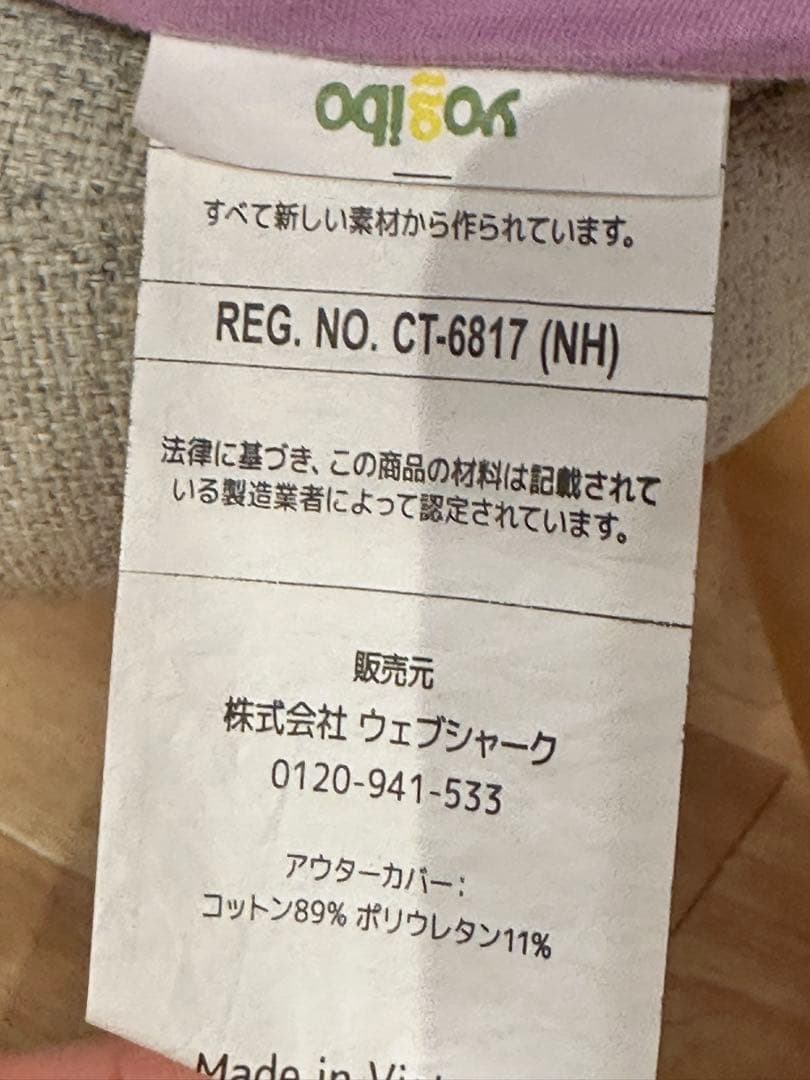 yogibo
すべて新しい素材から作られています。
REG. NO. CT-6817 (NH)
法律に基づき、この商品の材料は記載されて
いる製造業者によって認定されています。
販売元
株式会社 ウェブシャーク
0120-941-533
アウターカバー:
コットン89% ポリウレタン11%
Made in